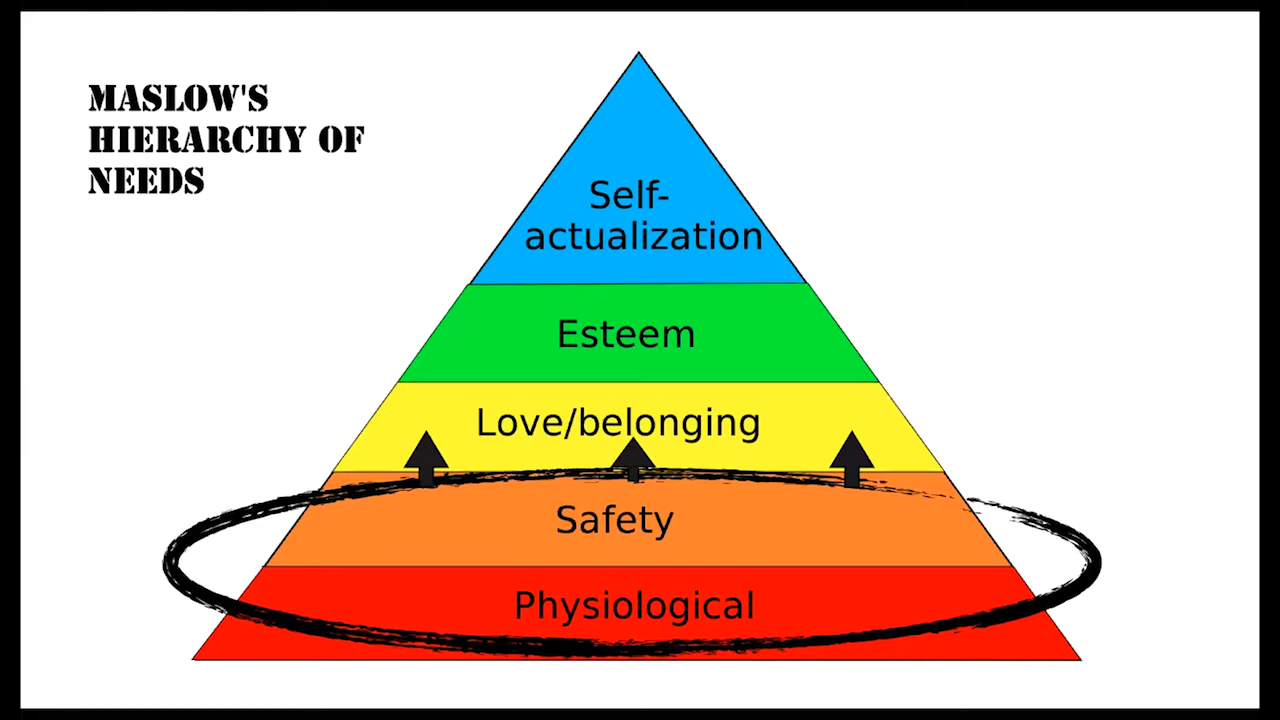 MASLOW'S
HIERARCHY OF
NEEDS
Self-
actualization
Esteem
Love/belonging
Safety
Physiological